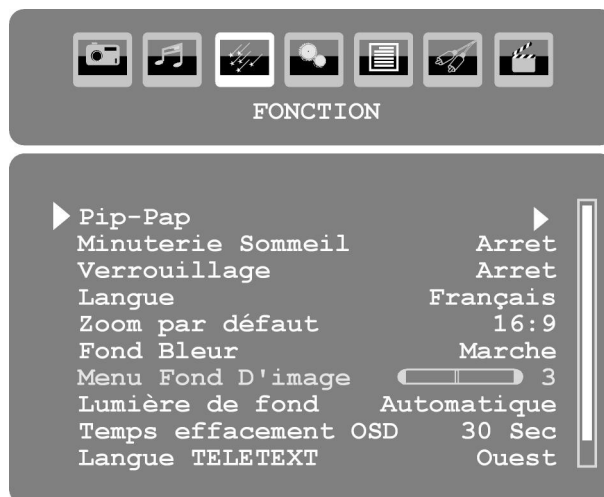 FONCTION
Pip-Pap
Minuterie Sommeil Arret
Verrouillage Arret
Langue Français
Zoom par défaut 16:9
Fond Bleur Marche
Menu Fond D'image 3
Lumière de fond Automatique
Temps effacement OSD 30 Sec
Langue TELETEXT Ouest